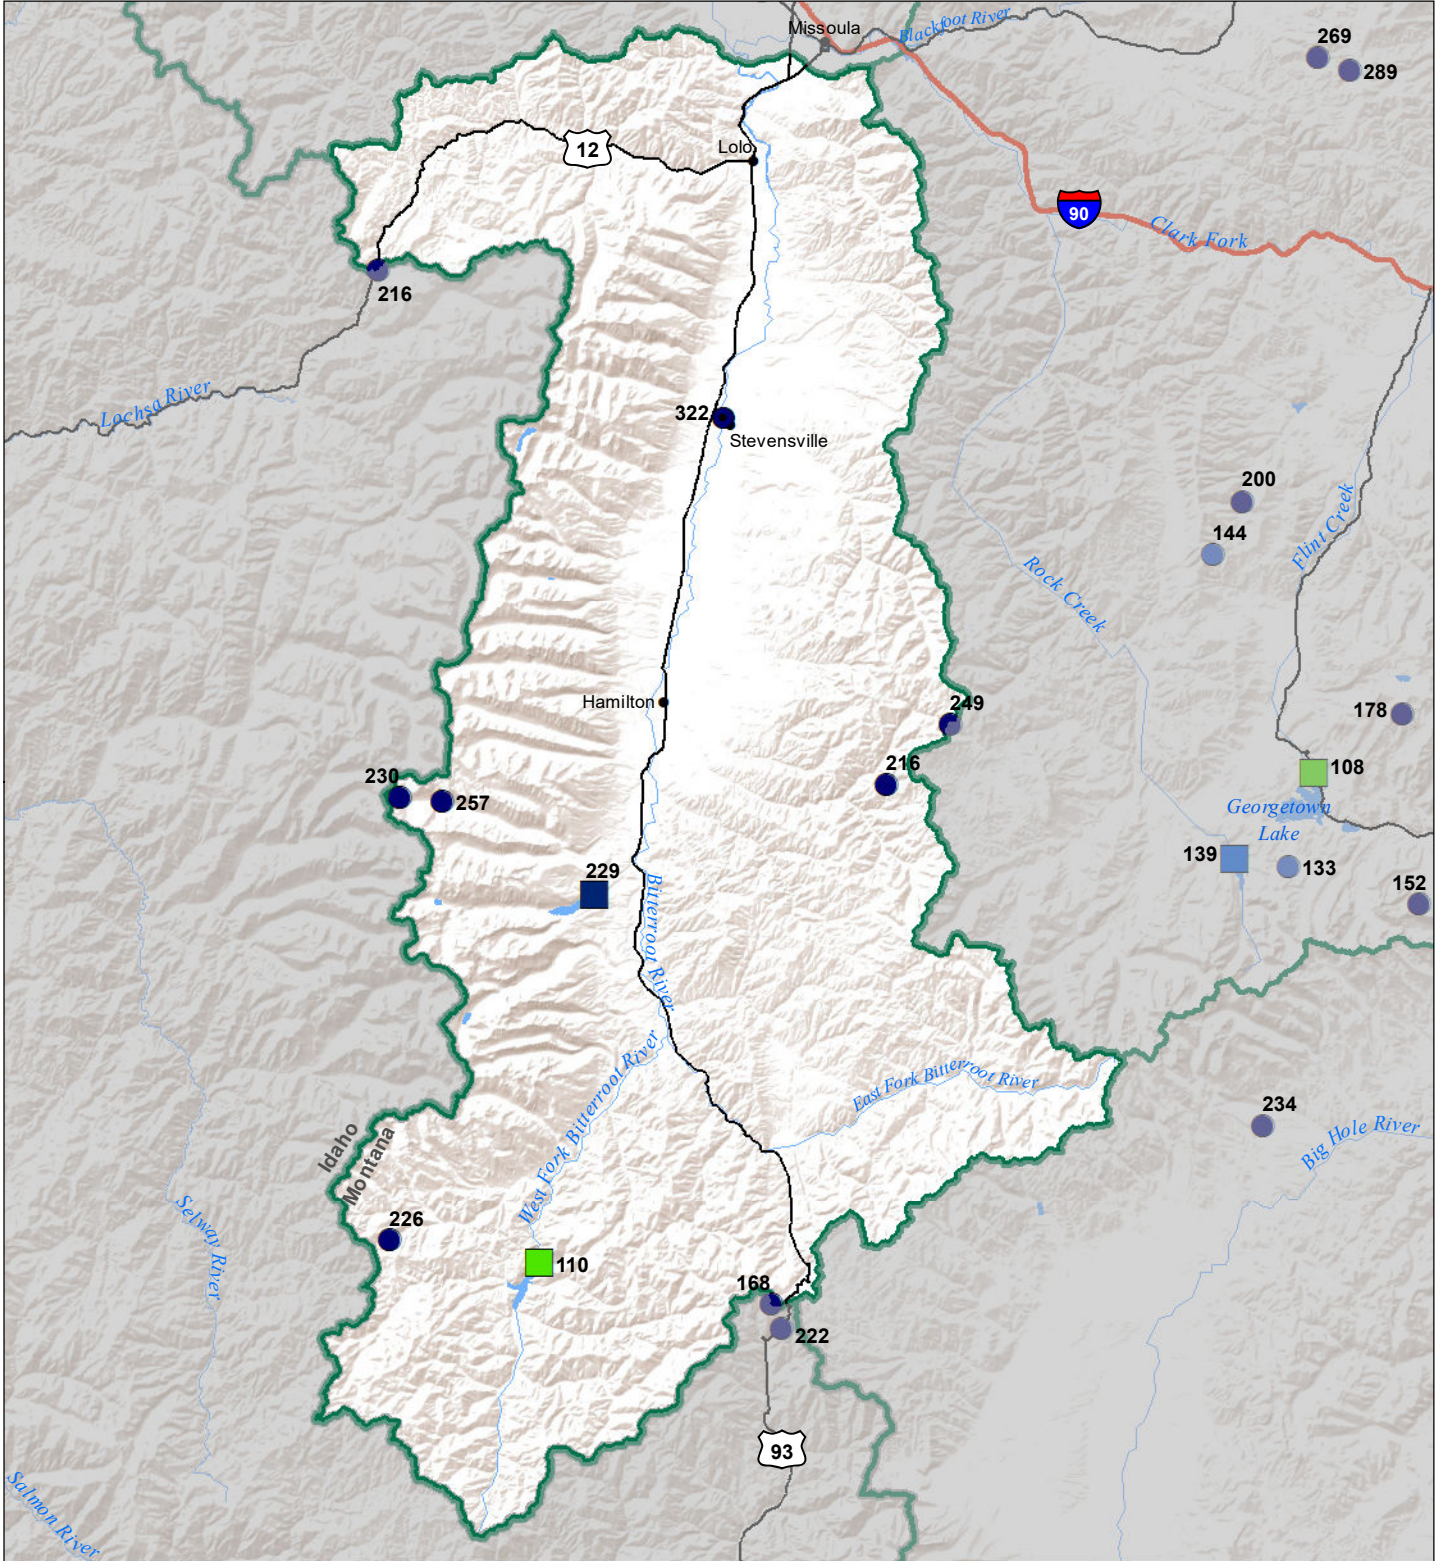 Missoula
Blackfoot River
269
289
12
Lolo
90
Clark Fork
216
Lochsa River
322
Stevensville
200
144
Flint Creek
Rock Creek
Hamilton
249
178
216
108
230
257
Georgetown
Lake
139
133
229
152
Bitterroot River
West Fork Bitterroot River
East Fork Bitterroot River
234
Big Hole River
Idaho
Montana
Selway River
226
110
168
222
93
Salmon River